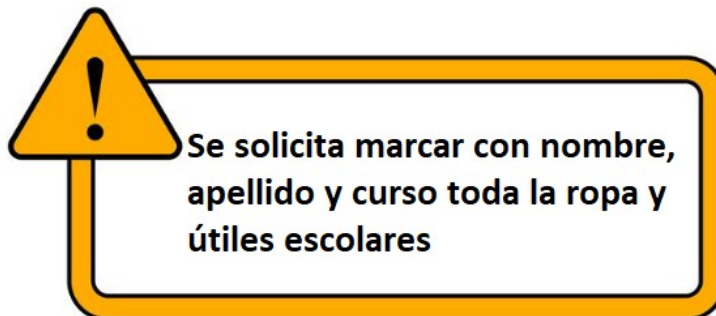 !
Se solicita marcar con nombre,
apellido y curso toda la ropa y
útiles escolares